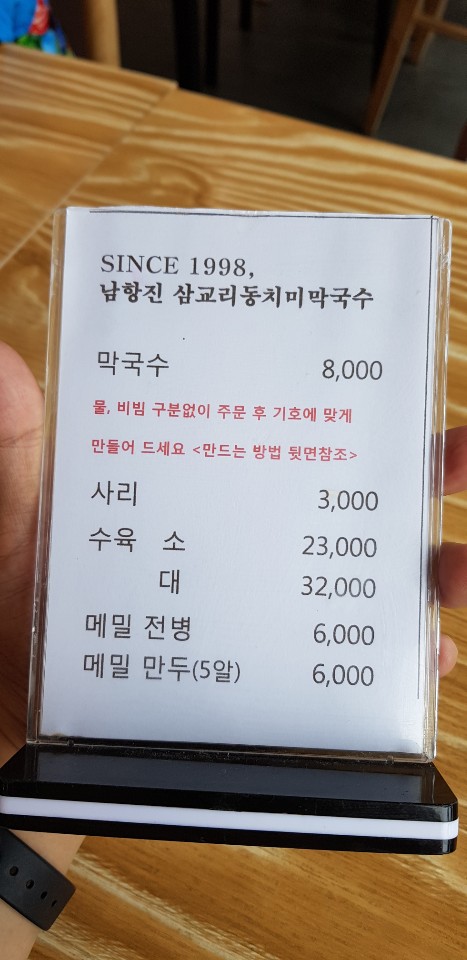 SINCE 1998,
남항진 삼교리동치미막국수
막국수 8,000
물, 비빔 구분없이 주문 후 기호에 맞게
만들어 드세요 <만드는 방법 뒷면참조>
사리 3,000
수육 소 23,000
대 32,000
메밀 전병 6,000
메밀 만두(5알) 6,000